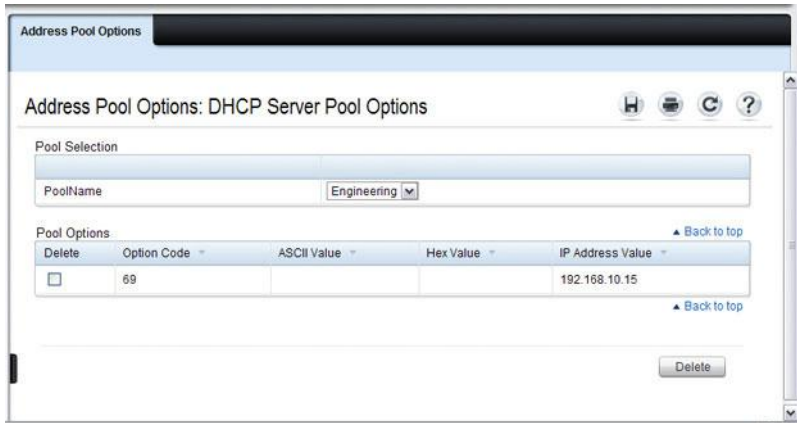 Address Pool Options
Address Pool Options: DHCP Server Pool Options
Pool Selection
PoolName Engineering
Pool Options ▲ Back to top
Delete Option Code ASCII Value Hex Value IP Address Value
69 192.168.10.15
▲ Back to top
Delete